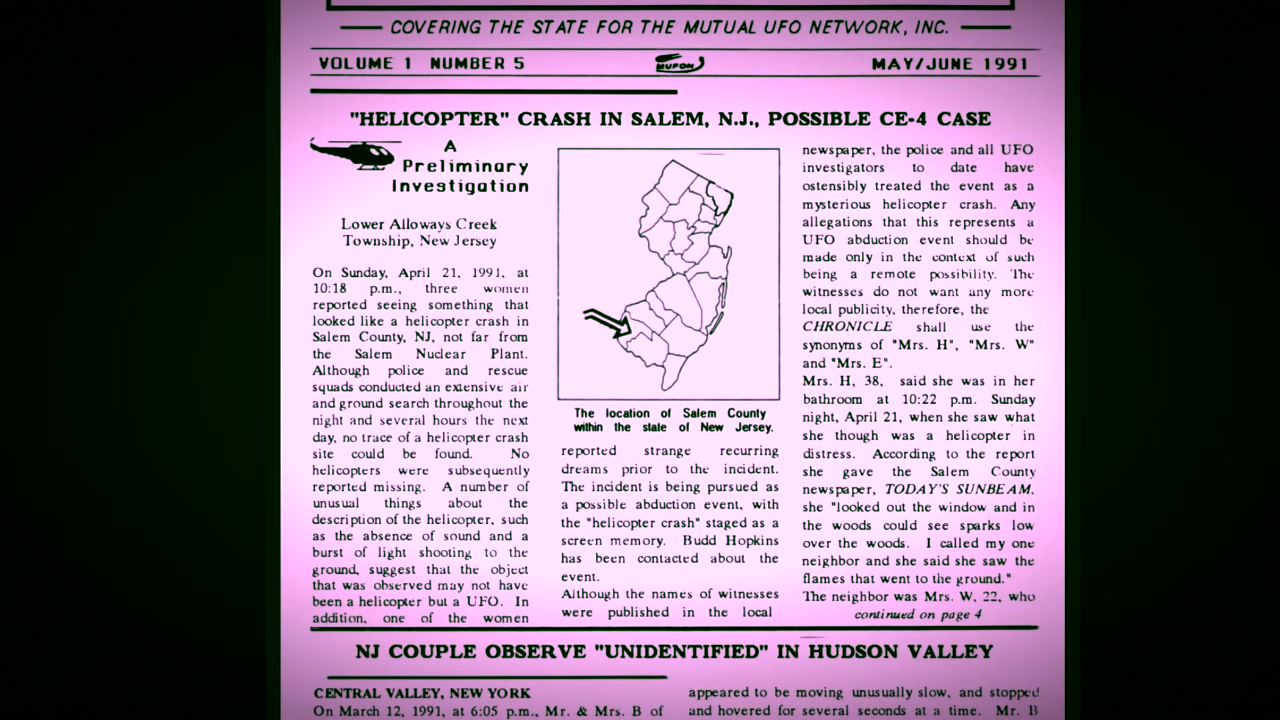 COVERING THE STATE FOR THE MUTUAL UFO NETWORK, INC.
VOLUME 1 NUMBER 5
MUFON
MAY/JUNE 1991
"HELICOPTER" CRASH IN SALEM, N.J., POSSIBLE CE-4 CASE
A
Preliminary
Investigation
Lower Alloways Creek
Township, New Jersey
On Sunday, April 21, 1991, at
10:18 p.m., three women
reported seeing something that
looked like a helicopter crash in
Salem County, NJ, not far from
the Salem Nuclear Plant.
Although police and rescue
squads conducted an extensive air
and ground search throughout the
night and several hours the next
day, no trace of a helicopter crash
site could be found. No
helicopters were subsequently
reported missing. A number of
unusual things about the
description of the helicopter, such
as the absence of sound and a
burst of light shooting to the
ground, suggest that the object
that was observed may not have
been a helicopter but a UFO. In
addition, one of the women
The location of Salem County
within the state of New Jersey.
reported strange recurring
dreams prior to the incident.
The incident is being pursued as
a possible abduction event, with
the "helicopter crash" staged as a
screen memory. Budd Hopkins
has been contacted about the
event.
Although the names of witnesses
were published in the local
newspaper, the police and all UFO
investigators to date have
ostensibly treated the event as a
mysterious helicopter crash. Any
allegations that this represents a
UFO abduction event should be
made only in the context of such
being a remote possibility. The
witnesses do not want any more
local publicity, therefore, the
CHRONICLE shall use the
synonyms of "Mrs. H", "Mrs. W"
and "Mrs. E".
Mrs. H, 38, said she was in her
bathroom at 10:22 p.m. Sunday
night, April 21, when she saw what
she though was a helicopter in
distress. According to the report
she gave the Salem County
newspaper, TODAY'S SUNBEAM,
she "looked out the window and in
the woods could see sparks low
over the woods. I called my one
neighbor and she said she saw the
flames that went to the ground."
The neighbor was Mrs. W, 22, who
continued on page 4
NJ COUPLE OBSERVE "UNIDENTIFIED" IN HUDSON VALLEY
CENTRAL VALLEY, NEW YORK
On March 12, 1991, at 6:05 p.m., Mr. & Mrs. B of
appeared to be moving unusually slow, and stopped
and hovered for several seconds at a time. Mr. B